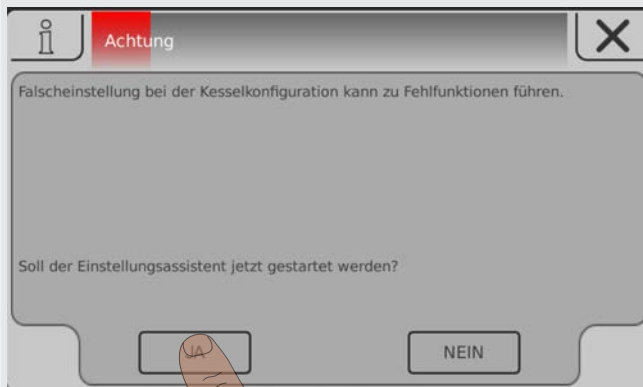 Achtung
Falscheinstellung bei der Kesselkonfiguration kann zu Fehlfunktionen führen.
Soll der Einstellungsassistent jetzt gestartet werden?
JA
NEIN